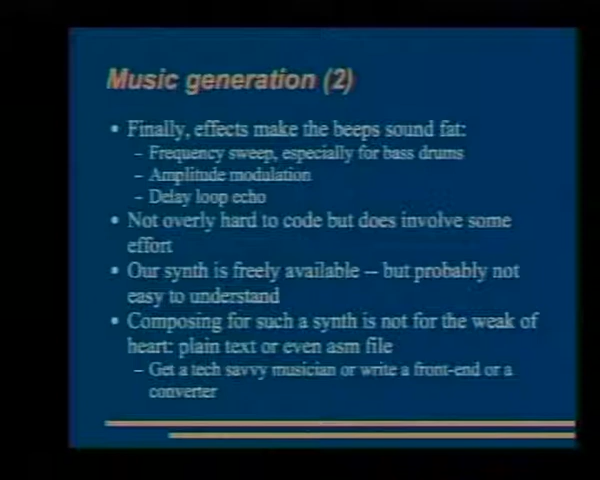 Music generation (2)
• Finally, effects make the beeps sound fat:
– Frequency sweep, especially for bass drums
– Amplitude modulation
– Delay loop echo
• Not overly hard to code but does involve some
effort
• Our synth is freely available – but probably not
easy to understand
• Composing for such a synth is not for the weak of
heart: plain text or even asm file
– Get a tech savvy musician or write a front-end or a
converter